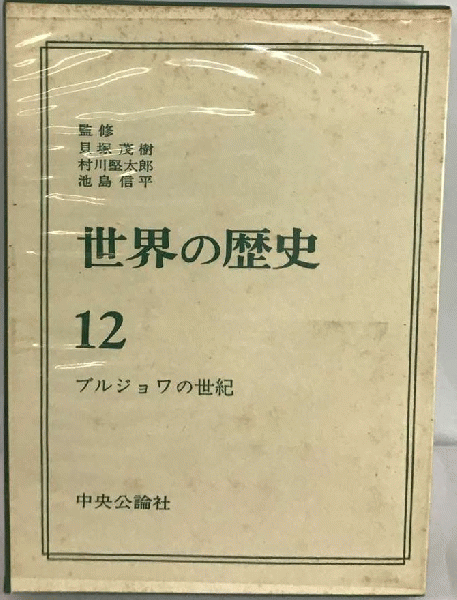 監修
貝塚茂樹
村川堅太郎
池島信平
世界の歴史
12
ブルジョワの世紀
中央公論社